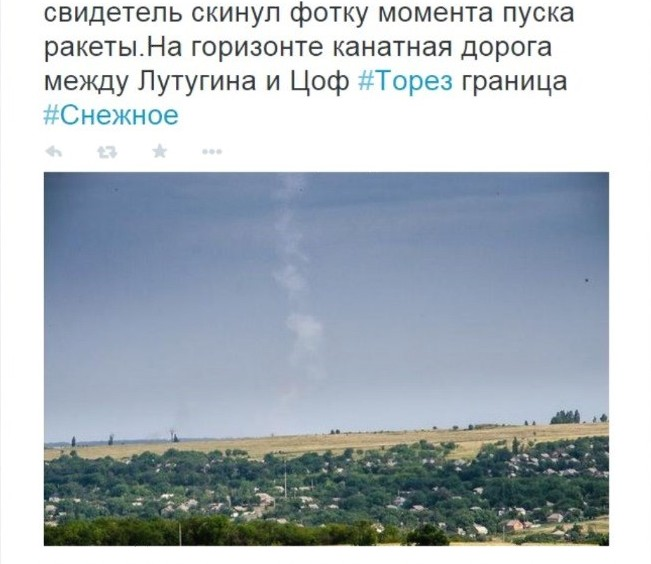 свидетель скинул фотку момента пуска
ракеты.На горизонте канатная дорога
между Лутугина и Цоф #Торез граница
#Снежное